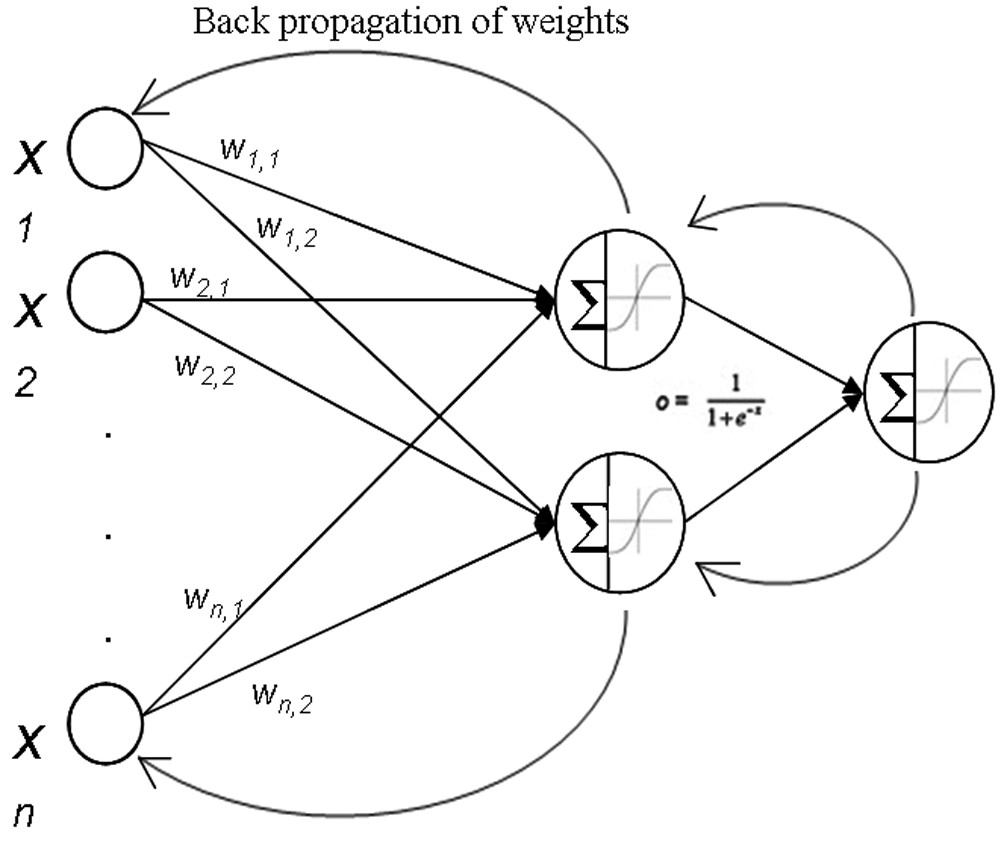 Back propagation of weights
x
1
w1,1
w1,2
x
2
w2,1
w2,2
.
.
.
wn,1
wn,2
x
n
Σ
Σ
Σ
o = 1/1+e^-z